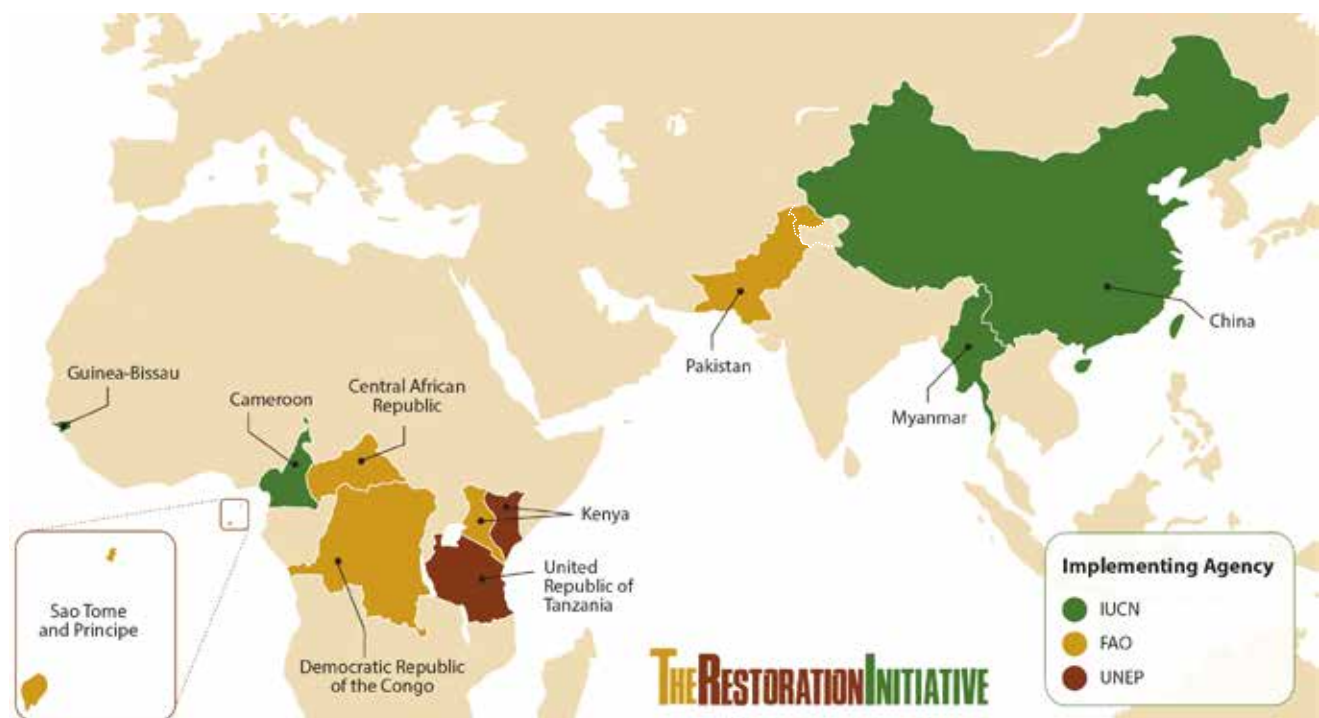 Guinea-Bissau
Cameroon
Central African
Republic
Pakistan
Myanmar
China
Kenya
United
Republic of
Tanzania
Sao Tome
and Principe
Democratic Republic
of the Congo
THERESTORATIONINITIATIVE
Implementing Agency
IUCN
FAO
UNEP